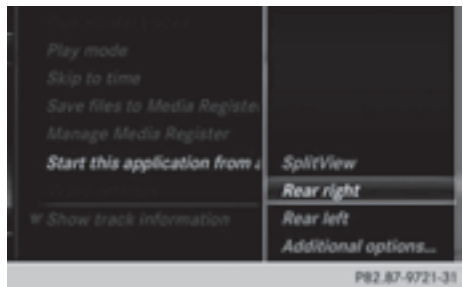 Play mode
Skip to time
Save files to Media Registe
Manage Media Register
Start this application from a
SplitView
Rear right
Rear left
Show track information
Additional options...
P82.87-9721-31